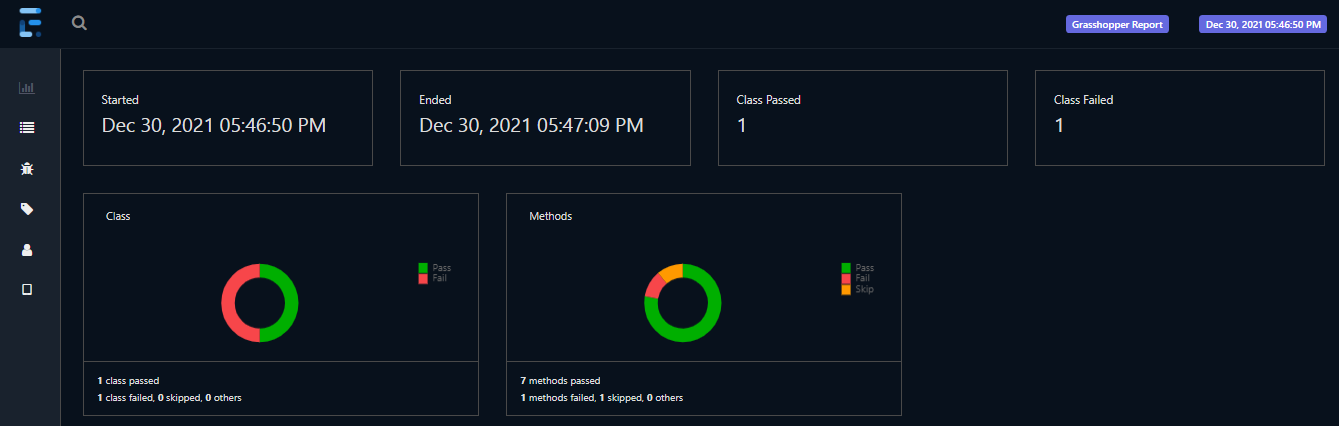 Grasshopper Report
Dec 30, 2021 05:46:50 PM
Started
Dec 30, 2021 05:46:50 PM
Ended
Dec 30, 2021 05:47:09 PM
Class Passed
1
Class Failed
1
Class
Pass
Fail
1 class passed
1 class failed, 0 skipped, 0 others
Methods
Pass
Fail
Skip
7 methods passed
1 methods failed, 1 skipped, 0 others